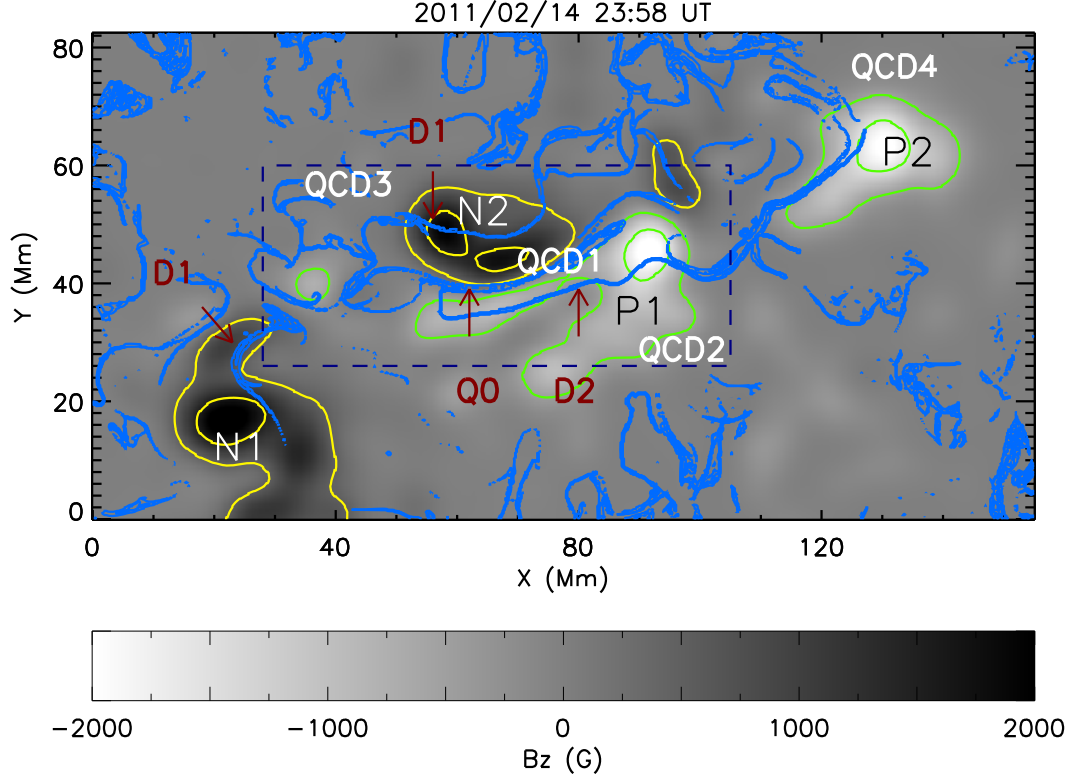 2011/02/14 23:58 UT
80
60
40
20
0
Y (Mm)
QCD4
D1
P2
QCD3
N2
D1
QCD1
P1
QCD2
Q0
D2
N1
0
40
80
120
X (Mm)
-2000
-1000
0
1000
2000
Bz (G)